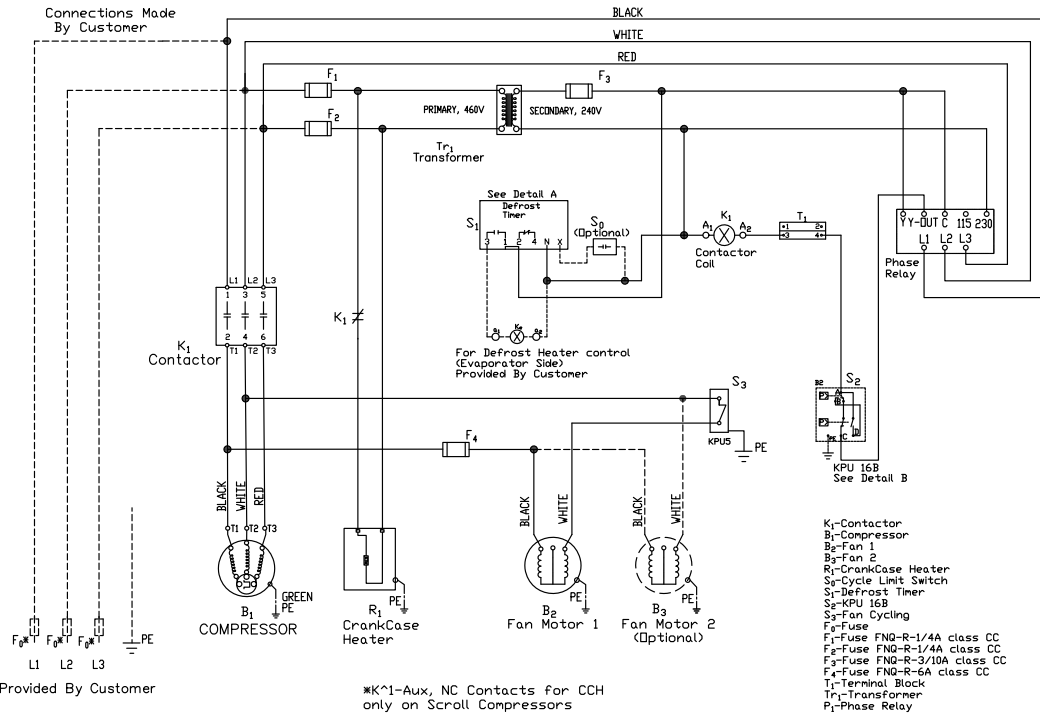 Connections Made
By Customer
BLACK
WHITE
RED
F1
F2
F3
PRIMARY, 460V
SECONDARY, 240V
Tr1
Transformer
See Detail A
Defrost
Timer
S1
3 1 2 4 N X
S0
(Optional)
A1 K1 A2
Contactor
Coil
T1
1 2
3 4
Y Y-OUT C 115 230
L1 L2 L3
Phase
Relay
L1 L2 L3
1 3 5
2 4 6
T1 T2 T3
K1
Contactor
K1
For Defrost Heater control
(Evaporator Side)
Provided By Customer
S3
KPU5
PE
B2
S2
P>
P>
A
B
D
PE C
KPU 16B
See Detail B
F4
BLACK
WHITE
RED
T1 T2 T3
GREEN
PE
B1
COMPRESSOR
PE
R1
CrankCase
Heater
BLACK
WHITE
PE
B2
Fan Motor 1
BLACK
WHITE
PE
B3
Fan Motor 2
(Optional)
F0* F0* F0* PE
L1 L2 L3
Provided By Customer
*K^1-Aux, NC Contacts for CCH
only on Scroll Compressors
K1-Contactor
B1-Compressor
B2-Fan 1
B3-Fan 2
R1-CrankCase Heater
S0-Cycle Limit Switch
S1-Defrost Timer
S2-KPU 16B
S3-Fan Cycling
F0-Fuse
F1-Fuse FNQ-R-1/4A class CC
F2-Fuse FNQ-R-1/4A class CC
F3-Fuse FNQ-R-3/10A class CC
F4-Fuse FNQ-R-6A class CC
T1-Terminal Block
Tr1-Transformer
P1-Phase Relay